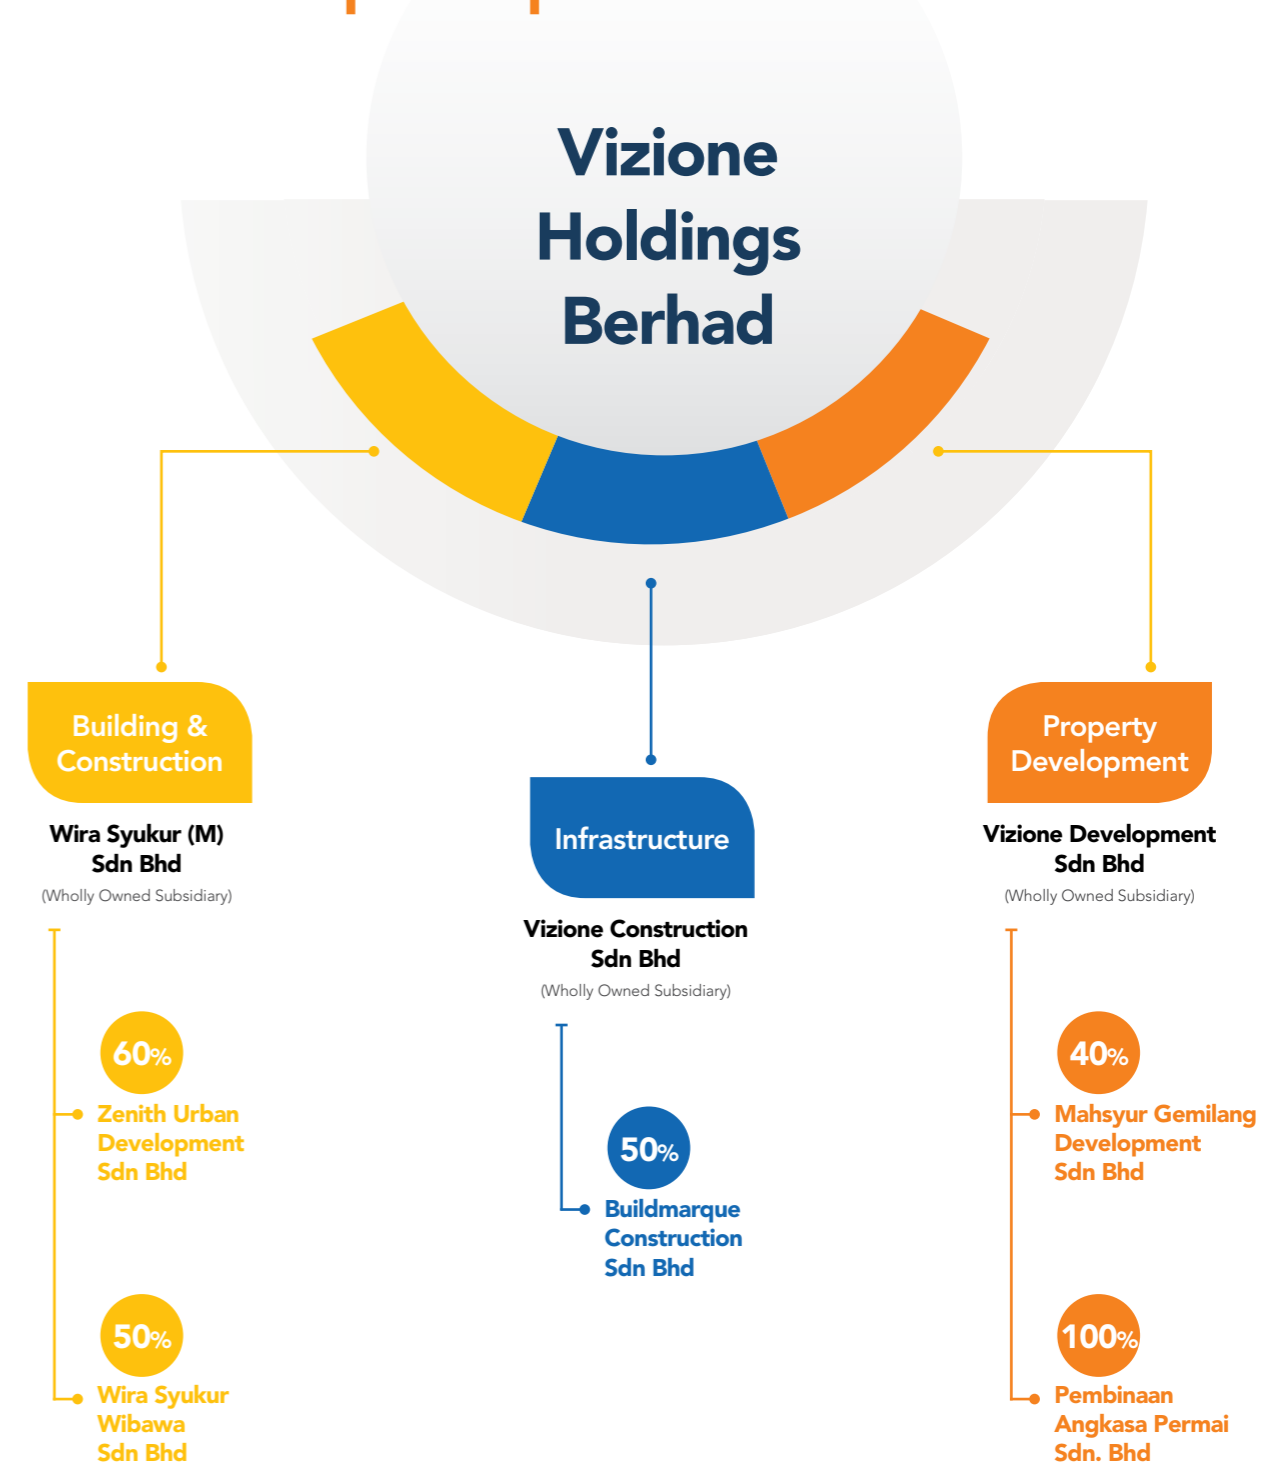 Vizione
Holdings
Berhad
Building &
Construction
Wira Syukur (M)
Sdn Bhd
(Wholly Owned Subsidiary)
60%
Zenith Urban
Development
Sdn Bhd
50%
Wira Syukur
Wibawa
Sdn Bhd
Infrastructure
Vizione Construction
Sdn Bhd
(Wholly Owned Subsidiary)
50%
Buildmarque
Construction
Sdn Bhd
Property
Development
Vizione Development
Sdn Bhd
(Wholly Owned Subsidiary)
40%
Mahsyur Gemilang
Development
Sdn Bhd
100%
Pembinaan
Angkasa Permai
Sdn. Bhd